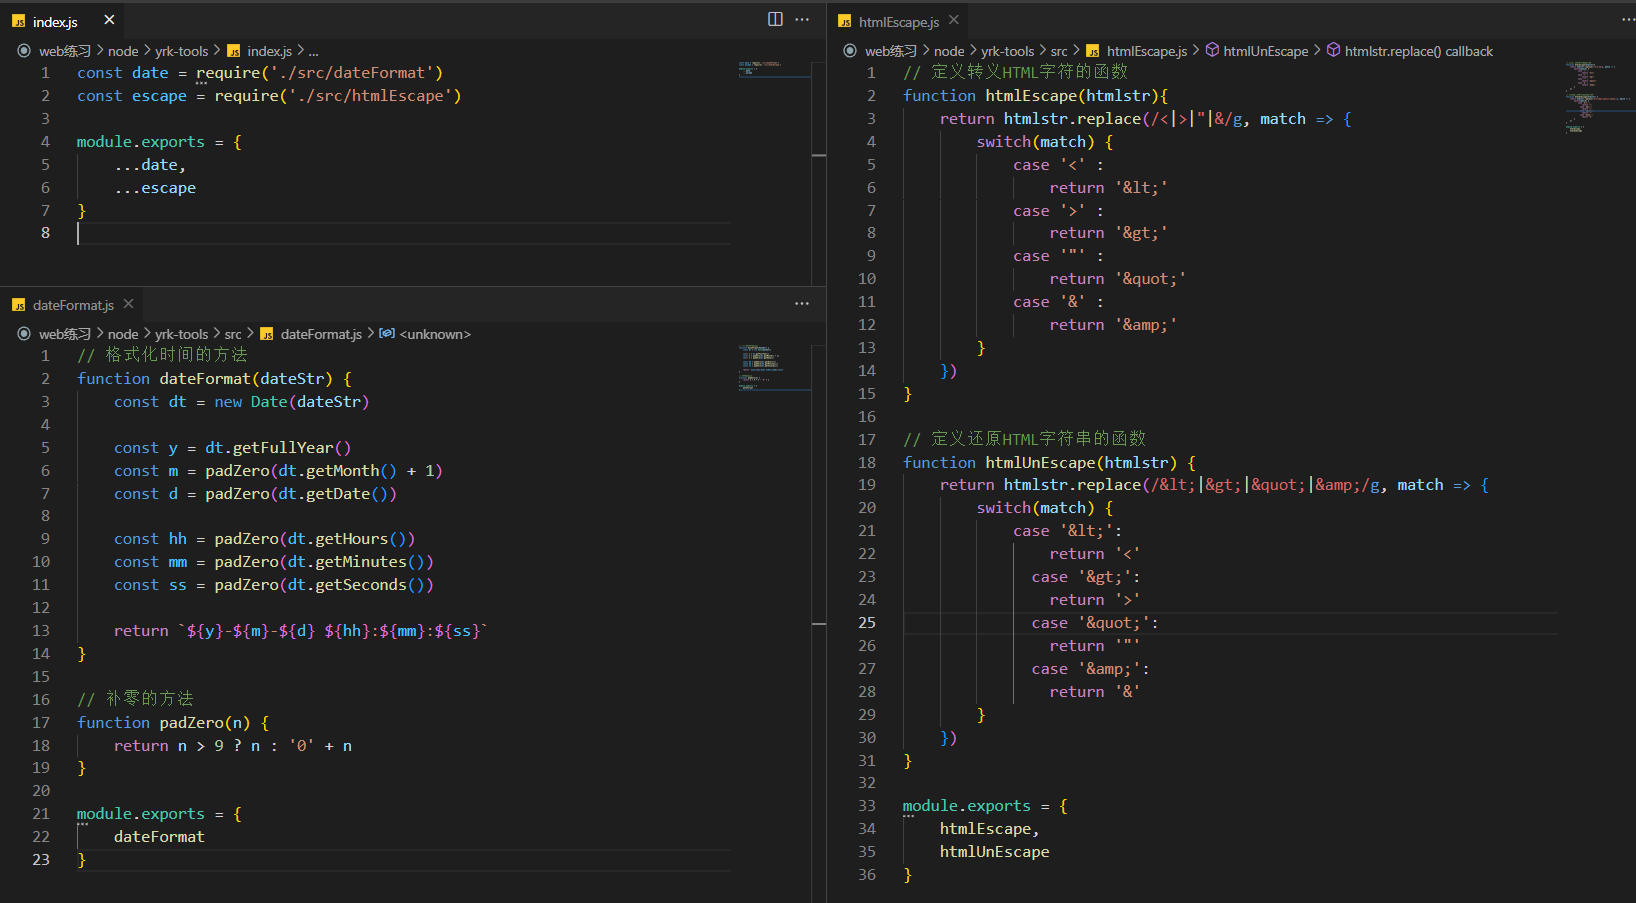 JS index.js ×
web练习 > node > yrk-tools > JS index.js > ...
1 const date = require('./src/dateFormat')
2 const escape = require('./src/htmlEscape')
3
4 module.exports = {
5     ...date,
6     ...escape
7 }
8
JS dateFormat.js ×
web练习 > node > yrk-tools > src > JS dateFormat.js > <unknown>
1 // 格式化时间的方法
2 function dateFormat(dateStr) {
3     const dt = new Date(dateStr)
4
5     const y = dt.getFullYear()
6     const m = padZero(dt.getMonth() + 1)
7     const d = padZero(dt.getDate())
8
9     const hh = padZero(dt.getHours())
10     const mm = padZero(dt.getMinutes())
11     const ss = padZero(dt.getSeconds())
12
13     return `${y}-${m}-${d} ${hh}:${mm}:${ss}`
14 }
15
16 // 补零的方法
17 function padZero(n) {
18     return n > 9 ? n : '0' + n
19 }
20
21 module.exports = {
22     dateFormat
23 }
JS htmlEscape.js ×
web练习 > node > yrk-tools > src > JS htmlEscape.js > htmlUnEscape > htmlstr.replace() callback
1 // 定义转义HTML字符的函数
2 function htmlEscape(htmlstr){
3     return htmlstr.replace(/<|>|"|&/g, match => {
4         switch(match) {
5             case '<' :
6                 return '&lt;'
7             case '>' :
8                 return '&gt;'
9             case '"' :
10                 return '&quot;'
11             case '&' :
12                 return '&amp;'
13         }
14     })
15 }
16
17 // 定义还原HTML字符串的函数
18 function htmlUnEscape(htmlstr) {
19     return htmlstr.replace(/&lt;|&gt;|&quot;|&amp;/g, match => {
20         switch(match) {
21             case '&lt;':
22                 return '<'
23               case '&gt;':
24                 return '>'
25               case '&quot;':
26                 return '"'
27               case '&amp;':
28                 return '&'
29         }
30     })
31 }
32
33 module.exports = {
34     htmlEscape,
35     htmlUnEscape
36 }